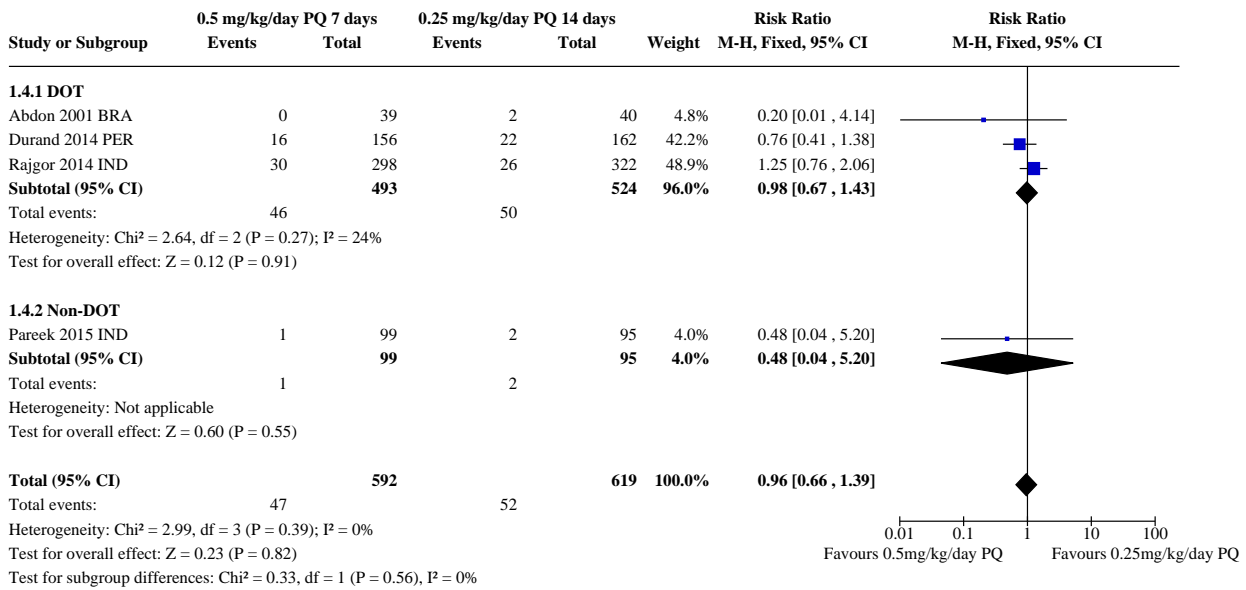 0.5 mg/kg/day PQ 7 days 0.25 mg/kg/day PQ 14 days Risk Ratio Risk Ratio
Study or Subgroup Events Total Events Total Weight M-H, Fixed, 95% CI M-H, Fixed, 95% CI
1.4.1 DOT
Abdon 2001 BRA 0 39 2 40 4.8% 0.20 [0.01 , 4.14]
Durand 2014 PER 16 156 22 162 42.2% 0.76 [0.41 , 1.38]
Rajgor 2014 IND 30 298 26 322 48.9% 1.25 [0.76 , 2.06]
Subtotal (95% CI) 493 524 96.0% 0.98 [0.67 , 1.43]
Total events: 46 50
Heterogeneity: Chi² = 2.64, df = 2 (P = 0.27); I² = 24%
Test for overall effect: Z = 0.12 (P = 0.91)
1.4.2 Non-DOT
Pareek 2015 IND 1 99 2 95 4.0% 0.48 [0.04 , 5.20]
Subtotal (95% CI) 99 95 4.0% 0.48 [0.04 , 5.20]
Total events: 1 2
Heterogeneity: Not applicable
Test for overall effect: Z = 0.60 (P = 0.55)
Total (95% CI) 592 619 100.0% 0.96 [0.66 , 1.39]
Total events: 47 52
Heterogeneity: Chi² = 2.99, df = 3 (P = 0.39); I² = 0%
0.01 0.1 1 10 100
Test for overall effect: Z = 0.23 (P = 0.82)
Favours 0.5mg/kg/day PQ Favours 0.25mg/kg/day PQ
Test for subgroup differences: Chi² = 0.33, df = 1 (P = 0.56), I² = 0%